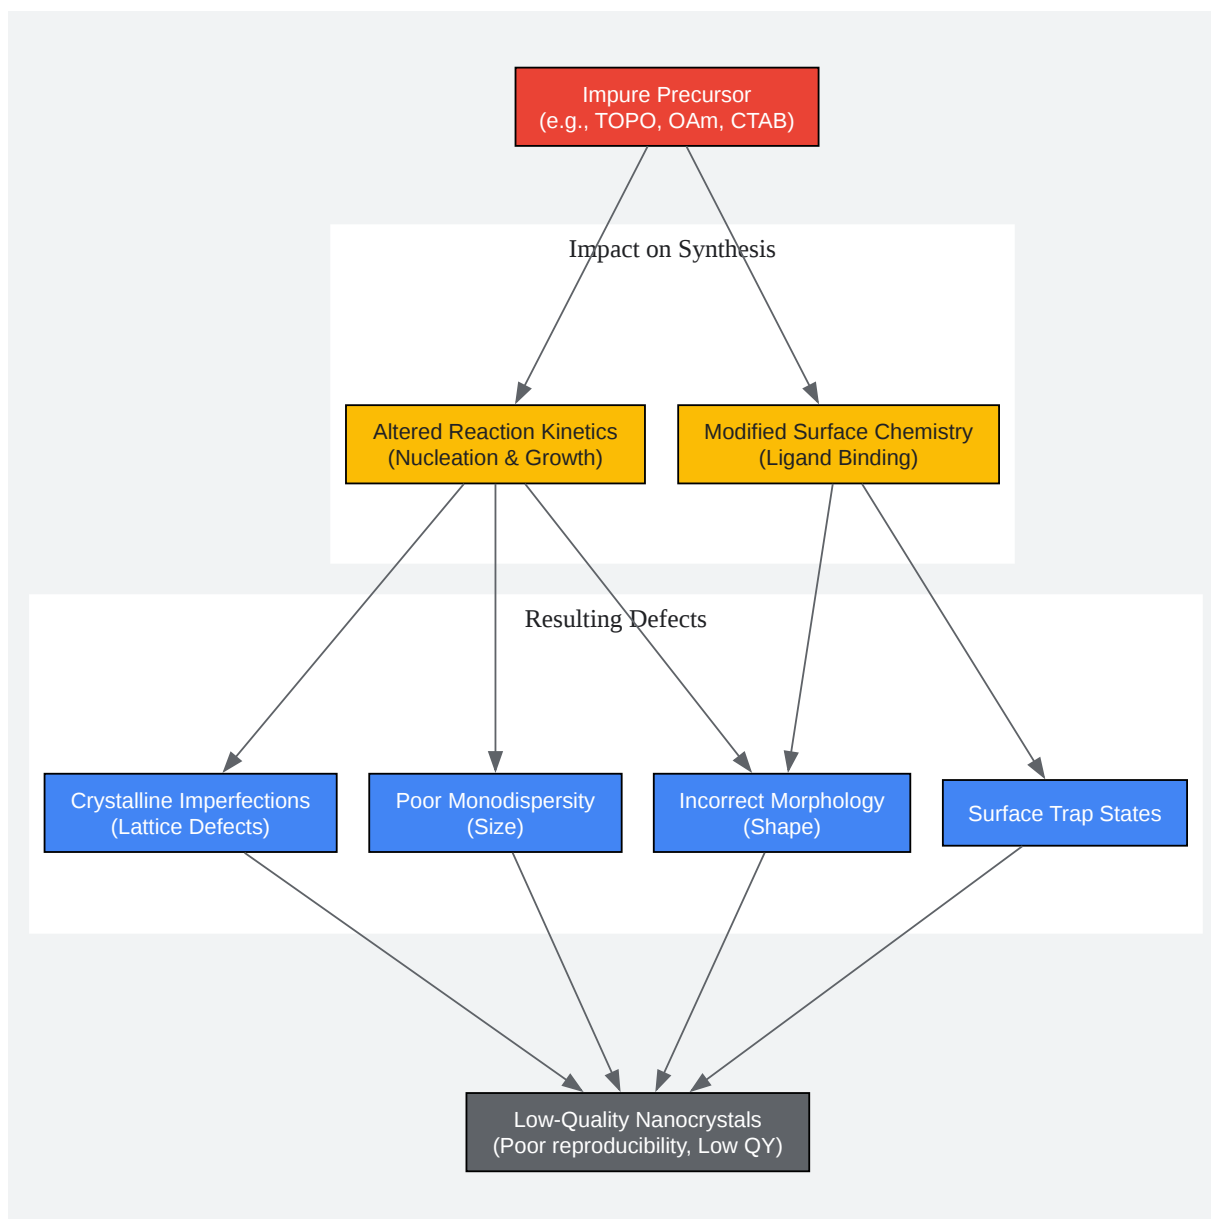 Impure Precursor
(e.g., TOPO, OAm, CTAB)
Impact on Synthesis
Altered Reaction Kinetics
(Nucleation & Growth)
Modified Surface Chemistry
(Ligand Binding)
Resulting Defects
Crystalline Imperfections
(Lattice Defects)
Poor Monodispersity
(Size)
Incorrect Morphology
(Shape)
Surface Trap States
Low-Quality Nanocrystals
(Poor reproducibility, Low QY)